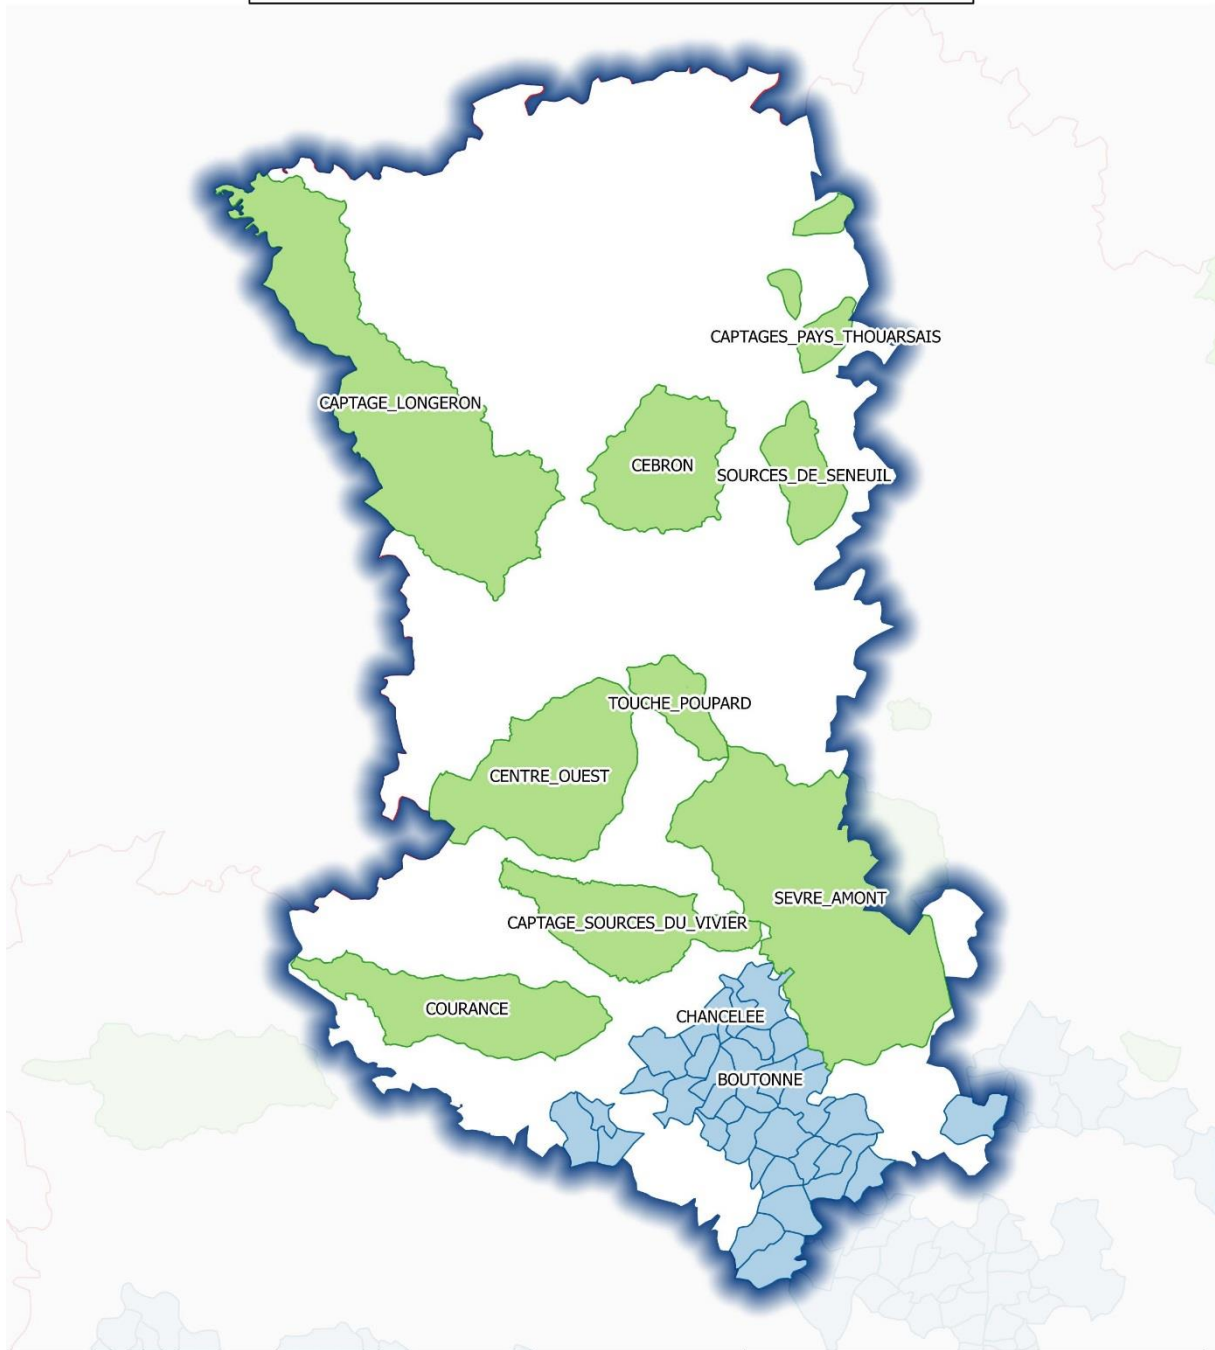 CAPTAGES_PAYS_THOUARSAIS
CAPTAGE_LONGERON
CEBRON
SOURCES_DE_SENEUIL
TOUCHE_POUPARD
CENTRE_OUEST
SEVRE_AMONT
CAPTAGE_SOURCES_DU_VIVIER
COURANCE
CHANCELEE
BOUTONNE